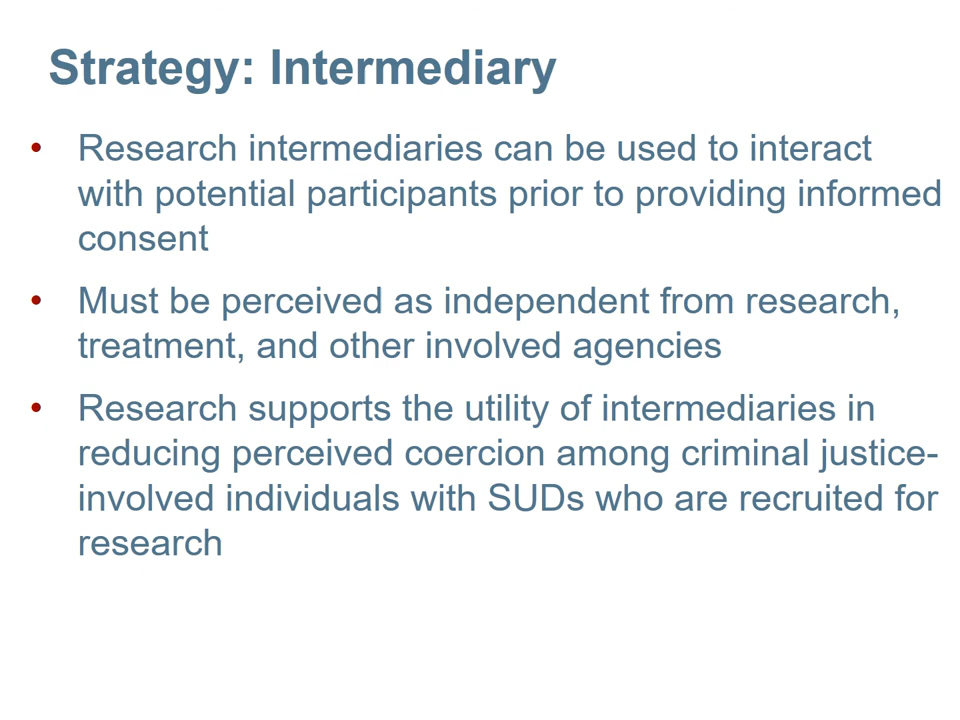 Strategy: Intermediary
• Research intermediaries can be used to interact
with potential participants prior to providing informed
consent
• Must be perceived as independent from research,
treatment, and other involved agencies
• Research supports the utility of intermediaries in
reducing perceived coercion among criminal justice-
involved individuals with SUDs who are recruited for
research